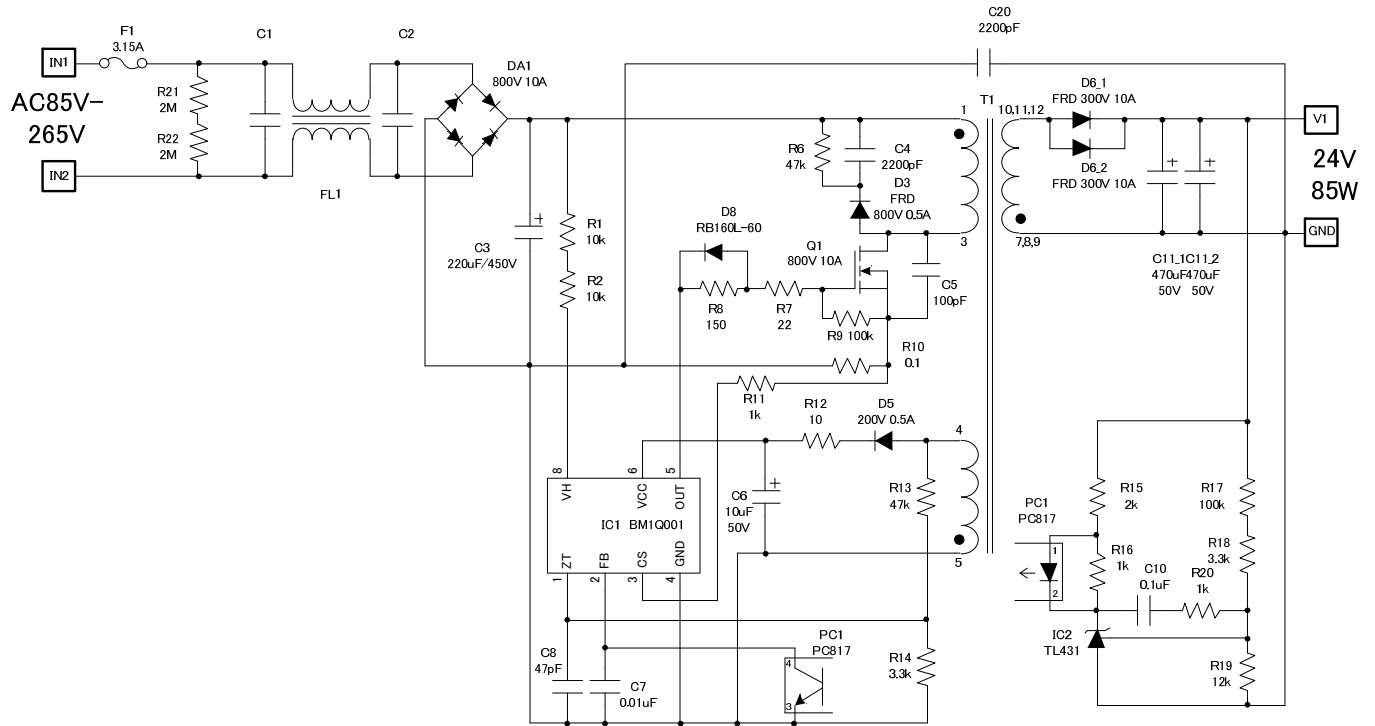 C20
2200pF
F1
3.15A
C1
C2
IN1
AC85V-
265V
IN2
R21
2M
R22
2M
FL1
DA1
800V 10A
C3
220uF/450V
R1
10k
R2
10k
R6
47k
C4
2200pF
D3
FRD
800V 0.5A
T1
1
3
10,11,12
7,8,9
D6_1
FRD 300V 10A
D6_2
FRD 300V 10A
V1
24V
85W
GND
C11_1
470uF
50V
C11_2
470uF
50V
D8
RB160L-60
R8
150
R7
22
Q1
800V 10A
R9 100k
C5
100pF
R10
0.1
R11
1k
R12
10
D5
200V 0.5A
4
5
8
6
5
VH
VCC
OUT
IC1 BM1Q001
ZT
FB
CS
GND
1
2
3
4
C6
10uF
50V
R13
47k
R14
3.3k
C8
47pF
C7
0.01uF
PC1
PC817
4
3
PC1
PC817
1
2
R15
2k
R16
1k
R17
100k
R18
3.3k
C10
0.1uF
R20
1k
IC2
TL431
R19
12k